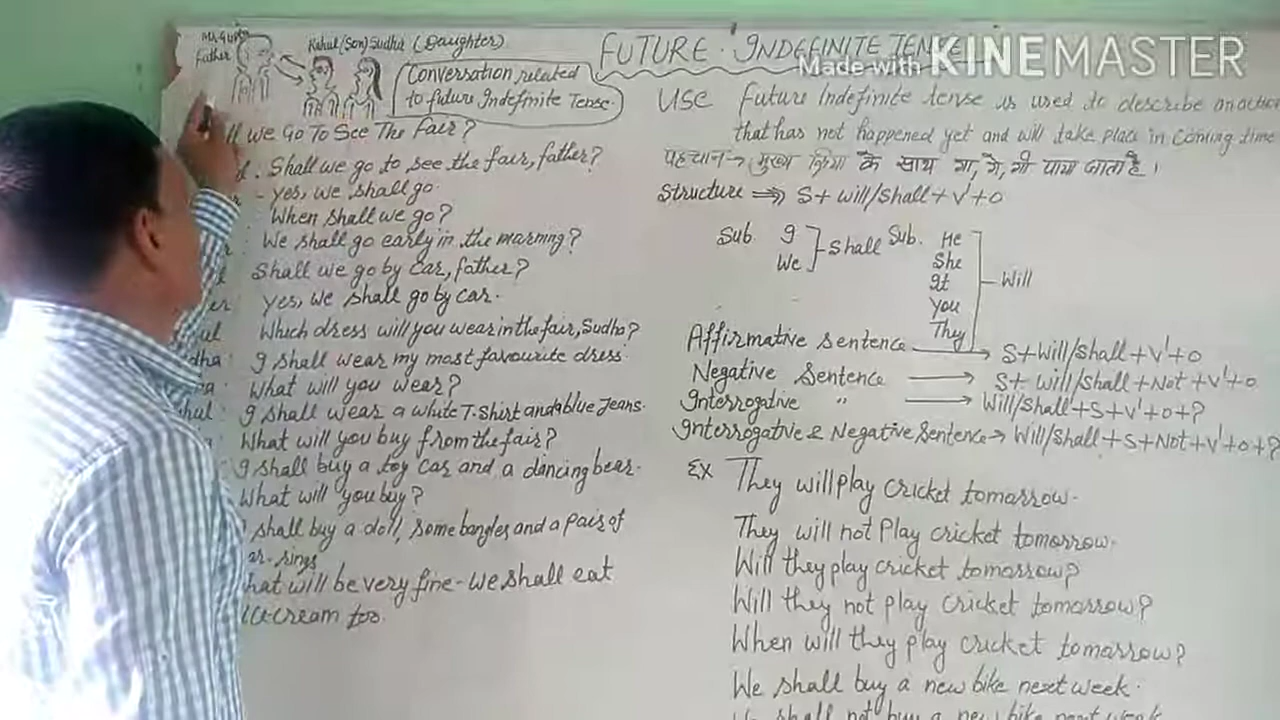 Mr. Gupta
Father
Rahul (Son) Sudha (Daughter)
Conversation related
to future Indefinite Tense.
we Go To See The Fair?
Shall we go to see the fair, father?
- yes, we shall go.
When shall we go?
We shall go early in the marning?
Shall we go by car, father?
yes, we shall go by car.
Which dress will you wear in the fair, Sudha?
I shall wear my most favourite dress.
What will you wear?
I shall wear a white T-Shirt and a blue Jeans.
What will you buy from the fair?
I shall buy a toy car and a dancing bear.
What will you buy?
shall buy a doll, some bangles and a pair of
rings
will be very fine - we shall eat
cream too.
FUTURE INDEFINITE TENSE
Made with KINEMASTER
USE Future Indefinite tense is used to describe an action
that has not happened yet and will take place in coming time
पहचान → मुख्य क्रिया के साथ गा, गे, गी पाया जाता है।
Structure ⇒ S+ will/shall + V¹+O
Sub. I We } Shall
Sub. He She It You They - Will
Affirmative sentence → S+Will/Shall+V¹+O
Negative Sentence → S+ will/shall +Not +V¹+O
Interrogative " → Will/Shall+S+V¹+O+?
Interrogative & Negative Sentence → Will/Shall+S+Not+V¹+O+?
Ex They will play cricket tomorrow.
They will not Play cricket tomorrow.
Will they play cricket tomorrow?
Will they not play cricket tomorrow?
When will they play cricket tomorrow?
We shall buy a new bike next week.
shall not buy a new bike next week